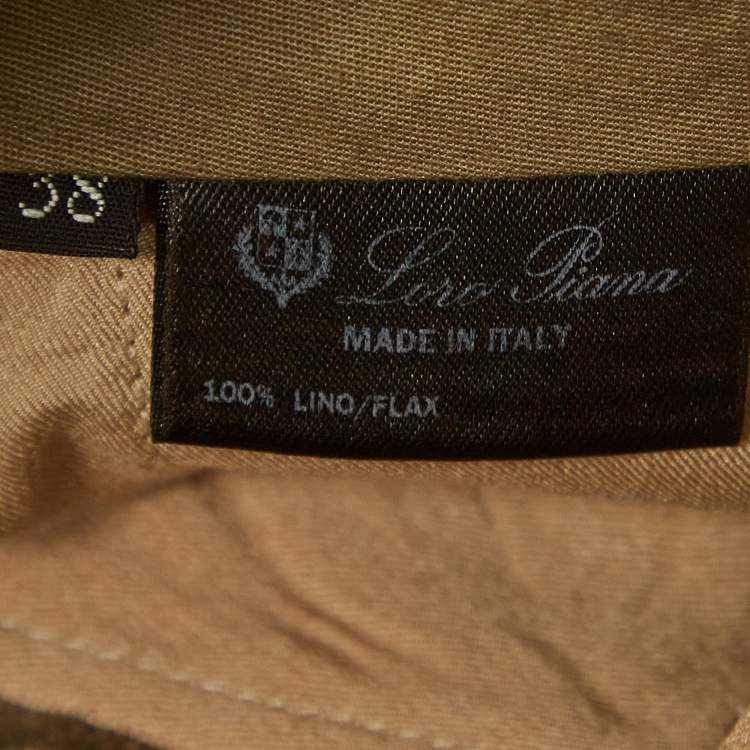 38
Loro Piana
MADE IN ITALY
100% LINO/FLAX